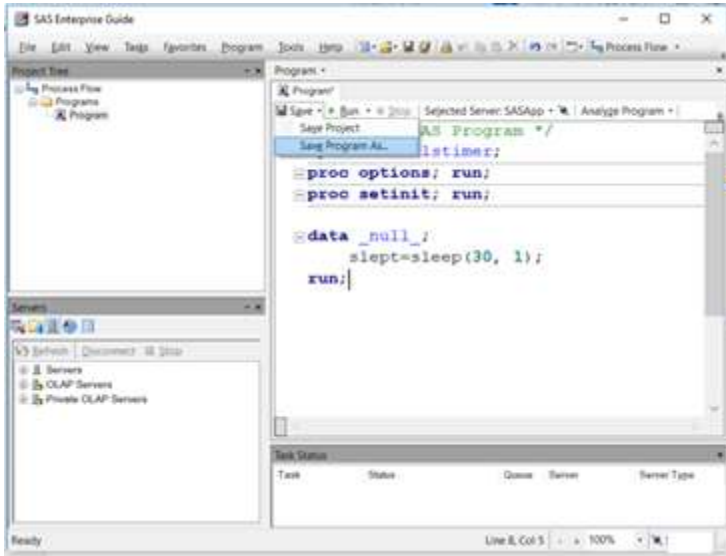 SAS Enterprise Guide
File Edit View Tasks Favorites Program Tools Help Process Flow
Project Tree
Process Flow
Programs
Program
Program
Program*
Save Run Stop Selected Server: SASApp Analyze Program
Save Project
Save Program As...
AS Program */
lstimer;
proc options; run;
proc setinit; run;
data _null_;
slept=sleep(30, 1);
run;
Servers
Refresh Disconnect Stop
Servers
OLAP Servers
Private OLAP Servers
Task Status
Task Status Queue Server Server Type
Ready
Line 8, Col 5 100%